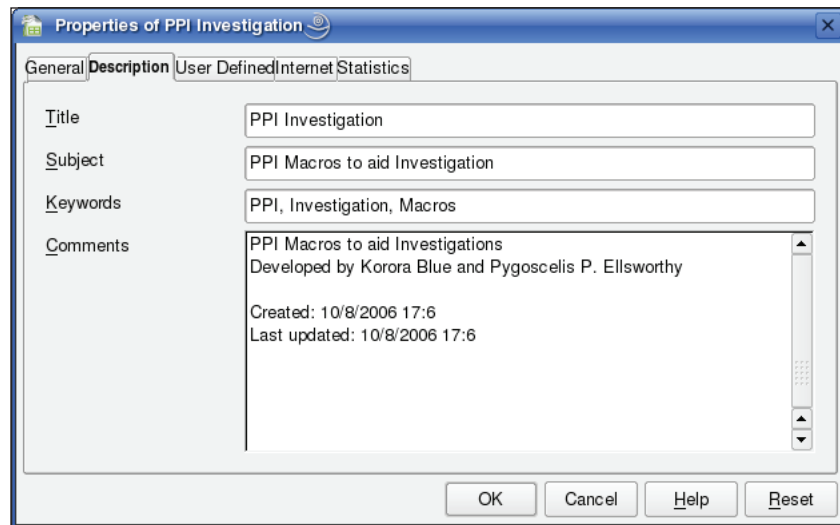 Properties of PPI Investigation
General Description User Defined Internet Statistics
Title PPI Investigation
Subject PPI Macros to aid Investigation
Keywords PPI, Investigation, Macros
Comments PPI Macros to aid Investigations
Developed by Korora Blue and Pygoscelis P. Ellsworthy
Created: 10/8/2006 17:6
Last updated: 10/8/2006 17:6
OK Cancel Help Reset